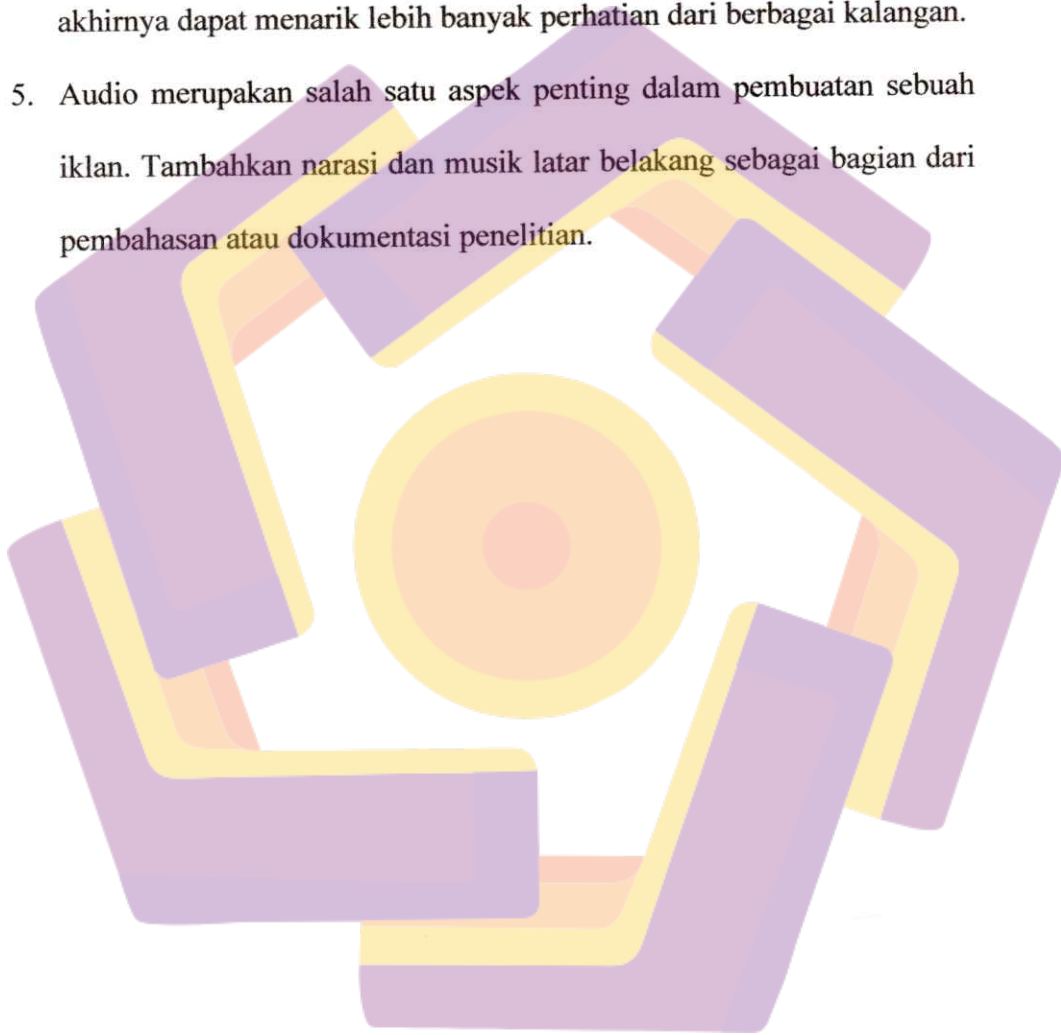 akhirnya dapat menarik lebih banyak perhatian dari berbagai kalangan.
5. Audio merupakan salah satu aspek penting dalam pembuatan sebuah
iklan. Tambahkan narasi dan musik latar belakang sebagai bagian dari
pembahasan atau dokumentasi penelitian.